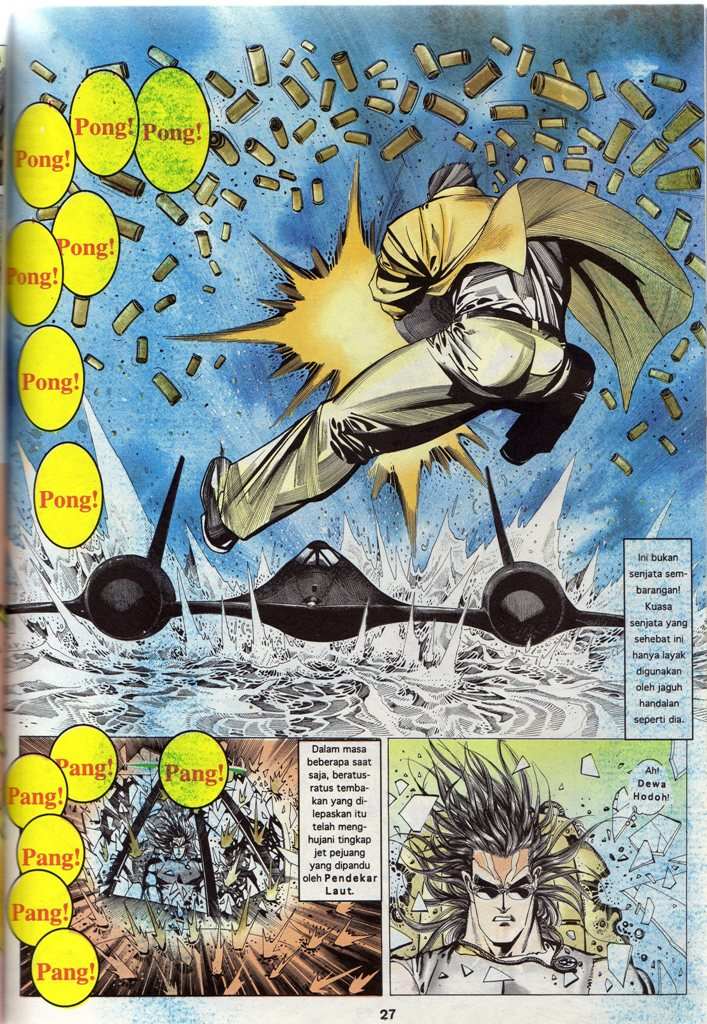 Pong!
Pong!
Pong!
Pong!
Pong!
Pong!
Pong!
Ini bukan
senjata sem-
barangan!
Kuasa
senjata yang
sehebat ini
hanya layak
digunakan
oleh jaguh
handalan
seperti dia.
Pang!
Pang!
Pang!
Pang!
Pang!
Pang!
Dalam masa
beberapa saat
saja, beratus-
ratus temba-
kan yang di-
lepaskan itu
telah meng-
hujani tingkap
jet pejuang
yang dipandu
oleh Pendekar
Laut.
Ah!
Dewa
Hodoh!
27